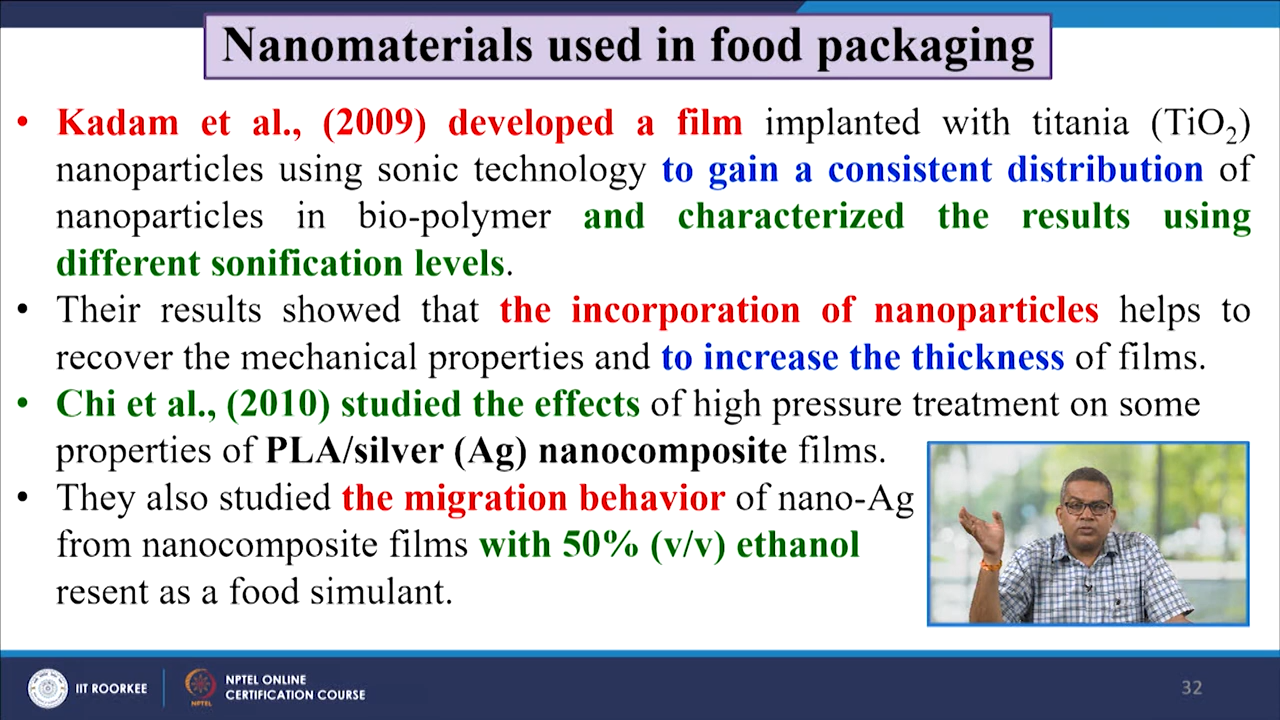 Nanomaterials used in food packaging
• Kadam et al., (2009) developed a film implanted with titania (TiO₂)
nanoparticles using sonic technology to gain a consistent distribution of
nanoparticles in bio-polymer and characterized the results using
different sonification levels.
• Their results showed that the incorporation of nanoparticles helps to
recover the mechanical properties and to increase the thickness of films.
• Chi et al., (2010) studied the effects of high pressure treatment on some
properties of PLA/silver (Ag) nanocomposite films.
• They also studied the migration behavior of nano-Ag
from nanocomposite films with 50% (v/v) ethanol
resent as a food simulant.
IIT ROORKEE
NPTEL
NPTEL ONLINE
CERTIFICATION COURSE
32